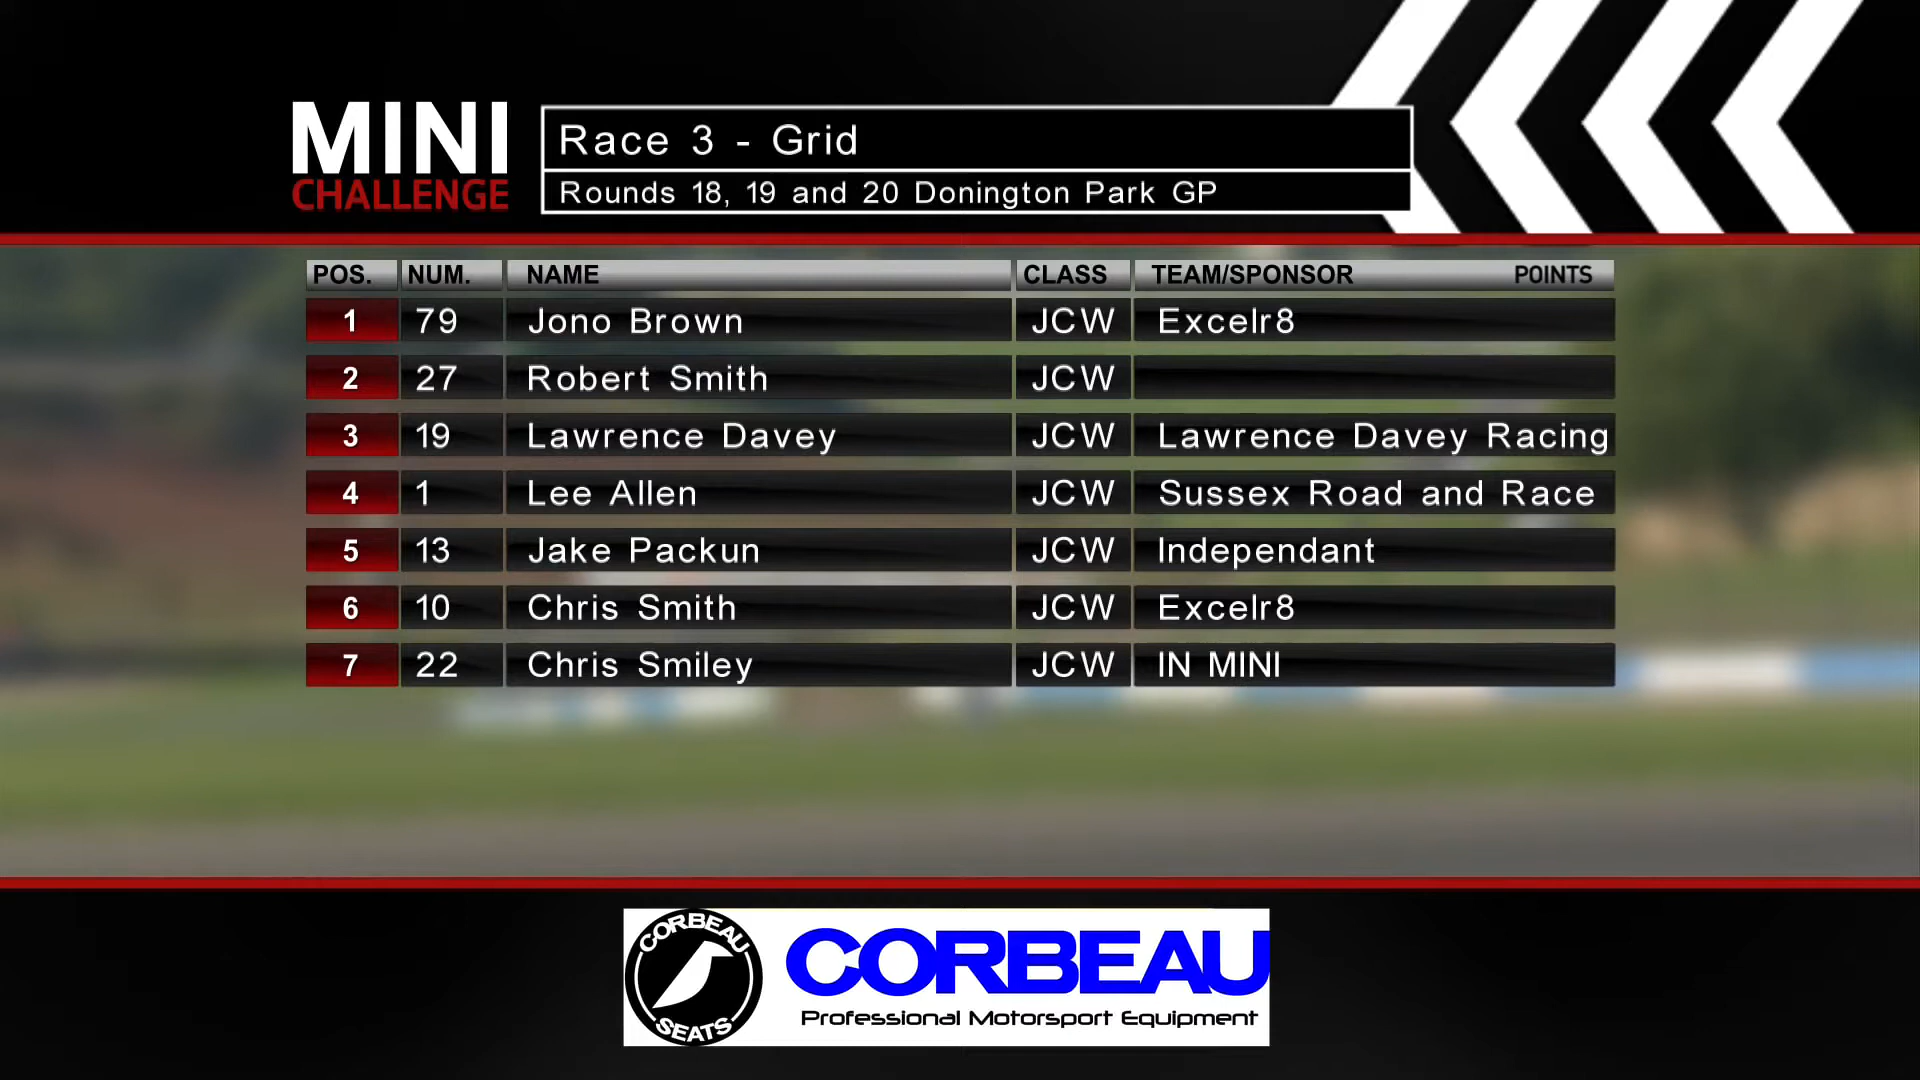 MINI
CHALLENGE
Race 3 - Grid
Rounds 18, 19 and 20 Donington Park GP
POS. NUM. NAME CLASS TEAM/SPONSOR POINTS
1 79 Jono Brown JCW Excelr8
2 27 Robert Smith JCW
3 19 Lawrence Davey JCW Lawrence Davey Racing
4 1 Lee Allen JCW Sussex Road and Race
5 13 Jake Packun JCW Independant
6 10 Chris Smith JCW Excelr8
7 22 Chris Smiley JCW IN MINI
CORBEAU
SEATS
CORBEAU
Professional Motorsport Equipment